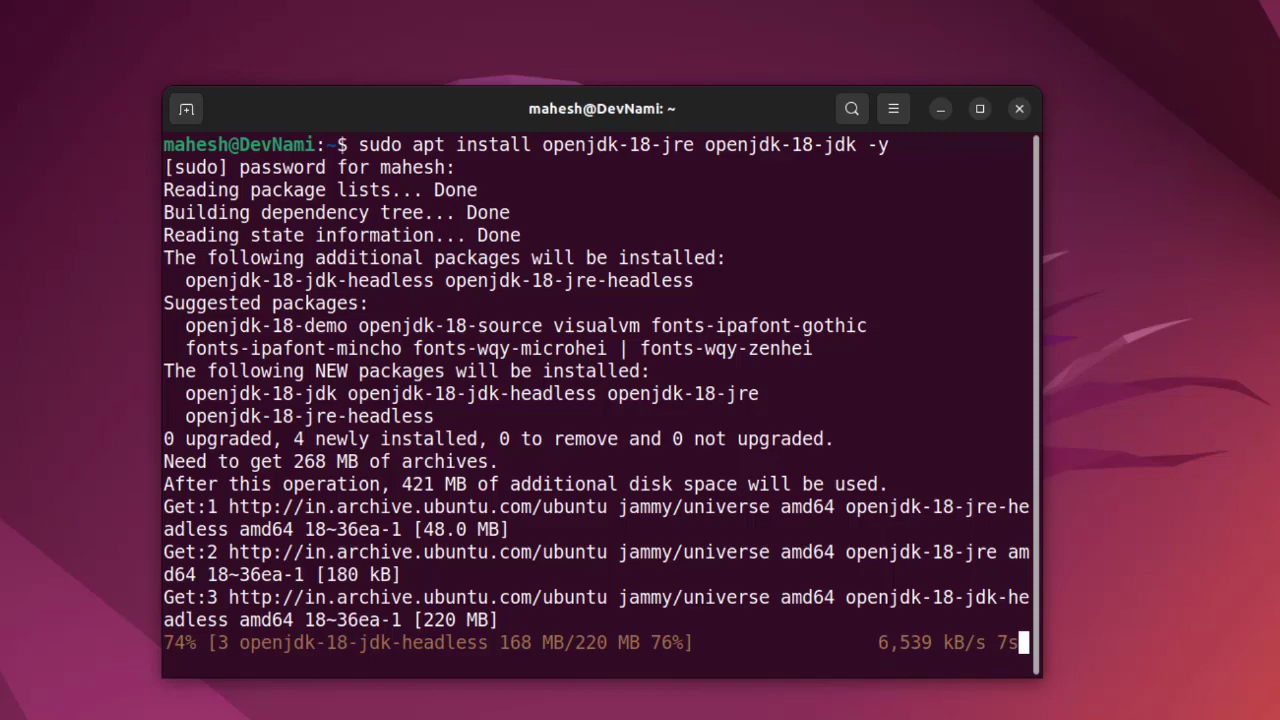 mahesh@DevNami: ~
mahesh@DevNami:~$ sudo apt install openjdk-18-jre openjdk-18-jdk -y
[sudo] password for mahesh:
Reading package lists... Done
Building dependency tree... Done
Reading state information... Done
The following additional packages will be installed:
  openjdk-18-jdk-headless openjdk-18-jre-headless
Suggested packages:
  openjdk-18-demo openjdk-18-source visualvm fonts-ipafont-gothic
  fonts-ipafont-mincho fonts-wqy-microhei | fonts-wqy-zenhei
The following NEW packages will be installed:
  openjdk-18-jdk openjdk-18-jdk-headless openjdk-18-jre
  openjdk-18-jre-headless
0 upgraded, 4 newly installed, 0 to remove and 0 not upgraded.
Need to get 268 MB of archives.
After this operation, 421 MB of additional disk space will be used.
Get:1 http://in.archive.ubuntu.com/ubuntu jammy/universe amd64 openjdk-18-jre-he
adless amd64 18~36ea-1 [48.0 MB]
Get:2 http://in.archive.ubuntu.com/ubuntu jammy/universe amd64 openjdk-18-jre am
d64 18~36ea-1 [180 kB]
Get:3 http://in.archive.ubuntu.com/ubuntu jammy/universe amd64 openjdk-18-jdk-he
adless amd64 18~36ea-1 [220 MB]
74% [3 openjdk-18-jdk-headless 168 MB/220 MB 76%] 6,539 kB/s 7s